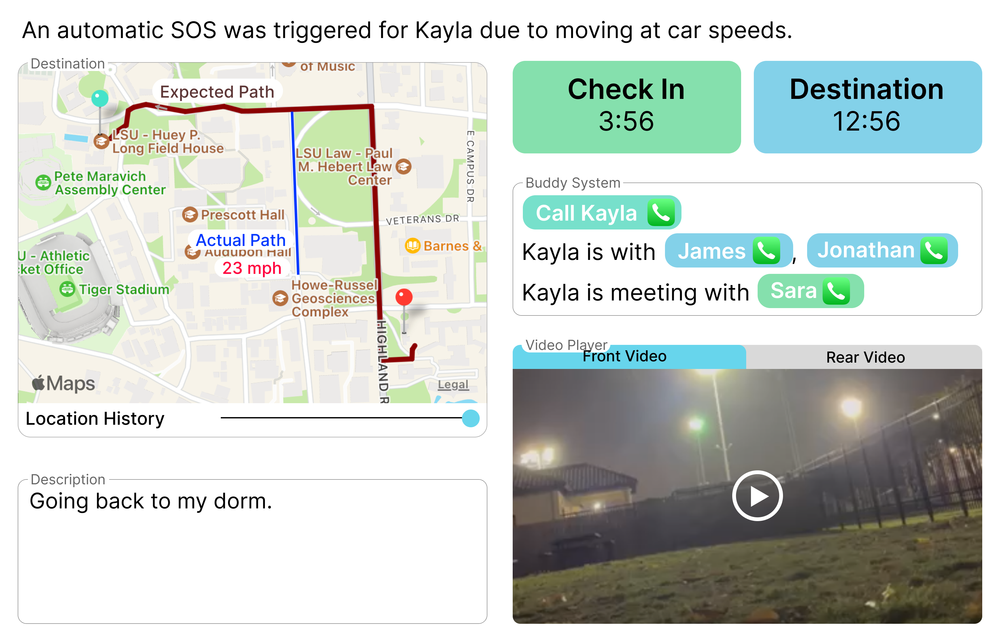 An automatic SOS was triggered for Kayla due to moving at car speeds.
Destination
of Music
Expected Path
LSU - Huey P.
Long Field House
LSU Law - Paul
M. Hebert Law
Center
E CAMPUS DR
Pete Maravich
Assembly Center
Prescott Hall
VETERANS DR
Actual Path
Audubon Hall
Barnes &
23 mph
U - Athletic
ket Office
Tiger Stadium
Howe-Russel
Geosciences
Complex
HIGHLAND R
Maps
Legal
Location History
Description
Going back to my dorm.
Check In
3:56
Destination
12:56
Buddy System
Call Kayla
Kayla is with James, Jonathan
Kayla is meeting with Sara
Video Player
Front Video
Rear Video